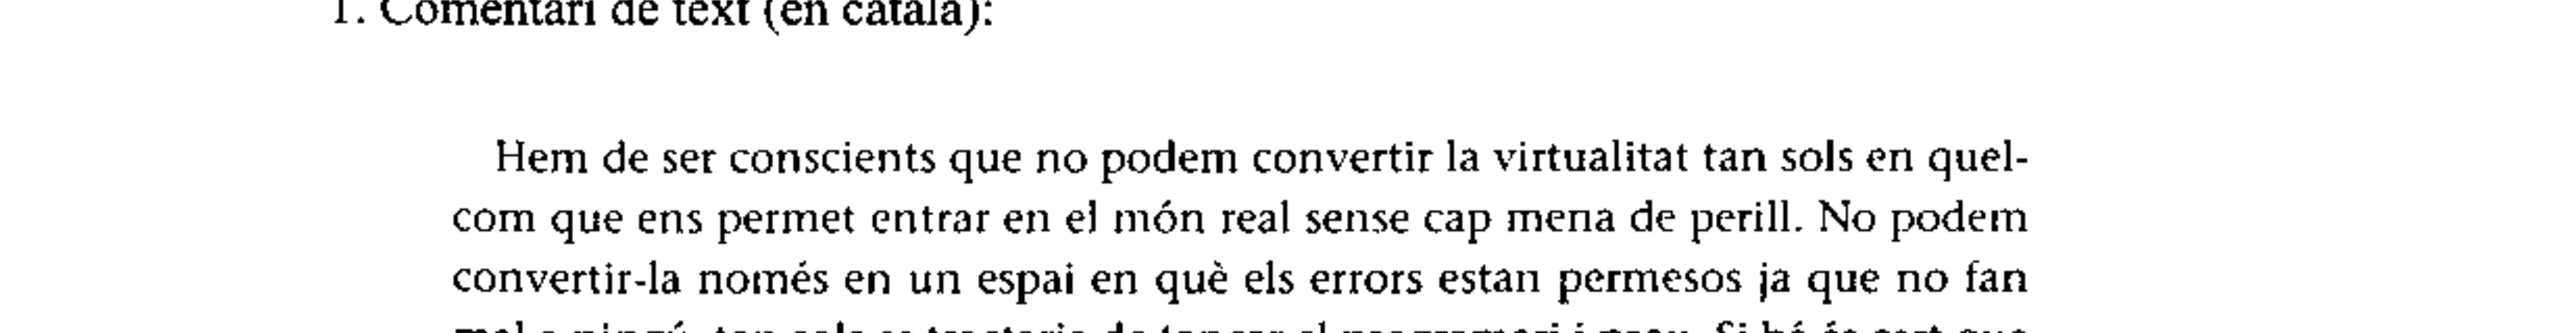 1. Comentari de text (en català):
Hem de ser conscients que no podem convertir la virtualitat tan sols en quel-
com que ens permet entrar en el món real sense cap mena de perill. No podem
convertir-la només en un espai en què els errors estan permesos ja que no fan